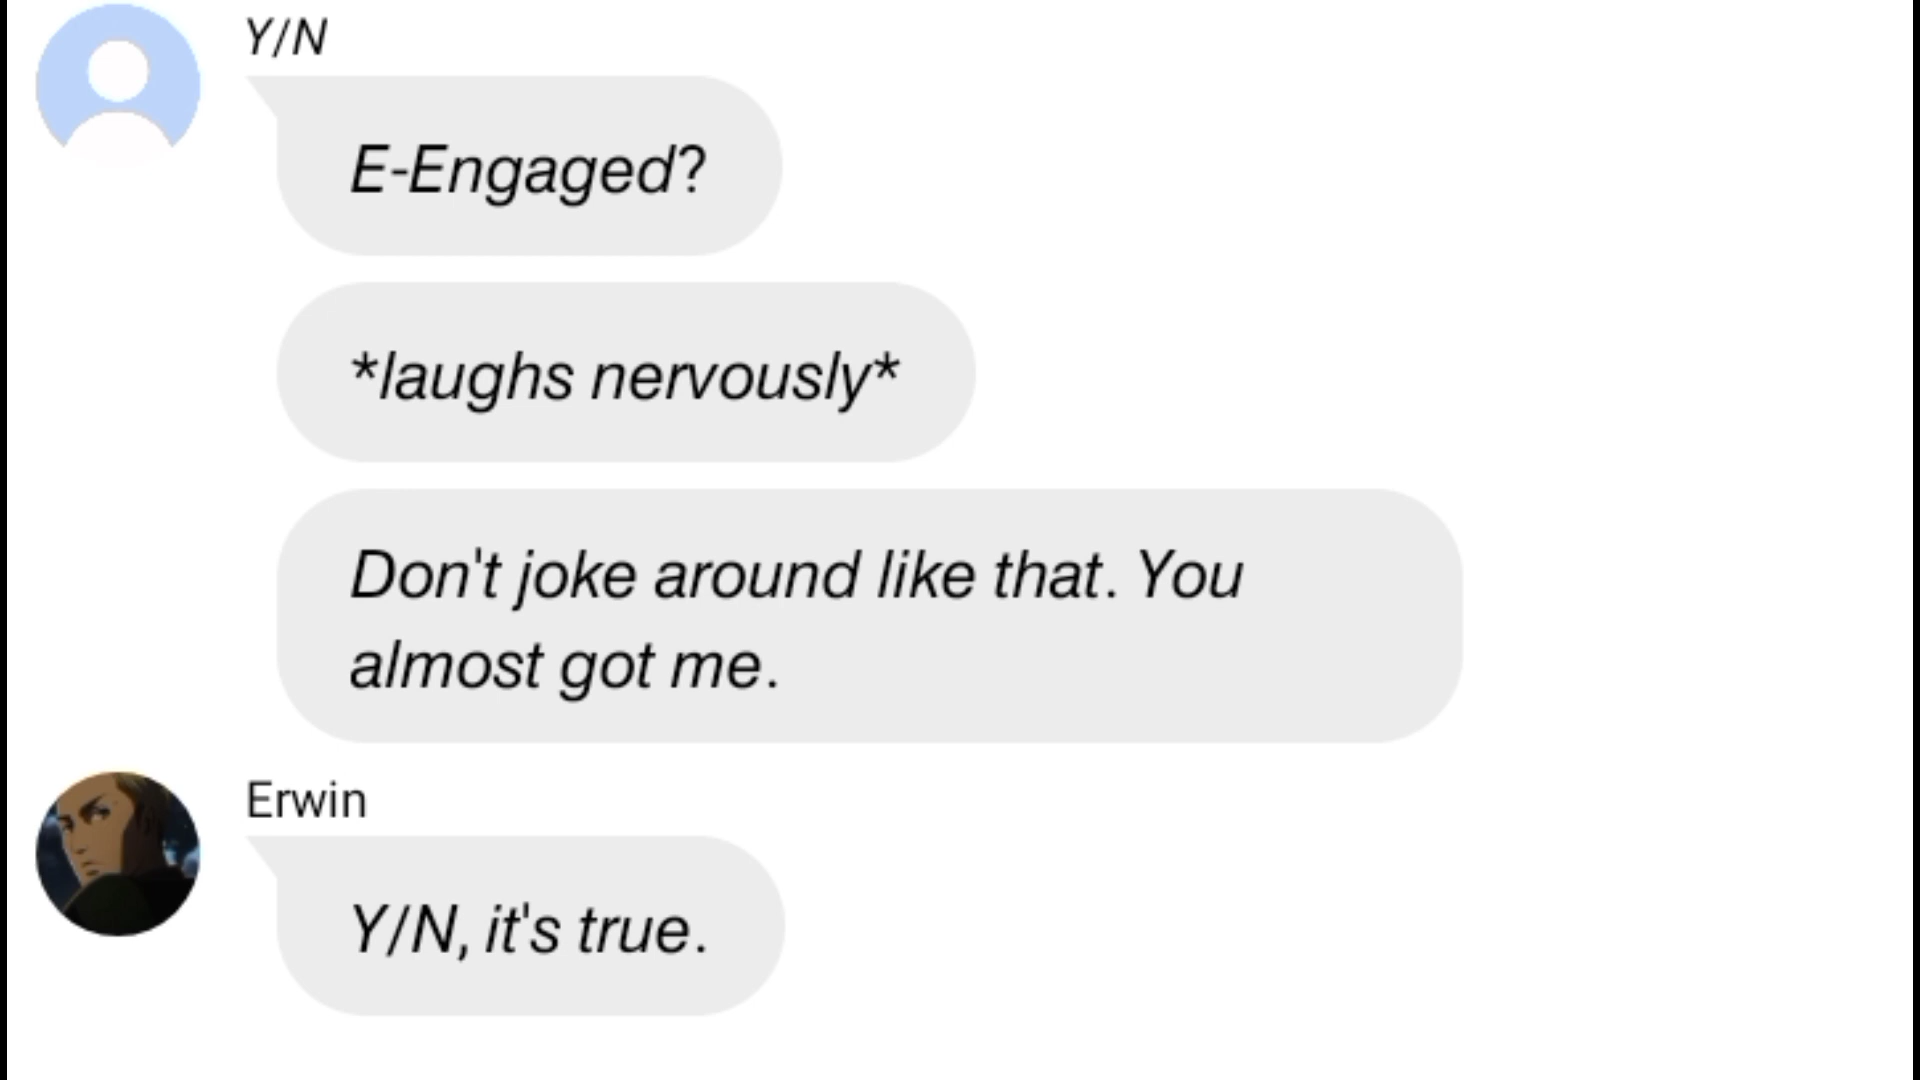 Y/N
E-Engaged?
*laughs nervously*
Don't joke around like that. You
almost got me.
Erwin
Y/N, it's true.